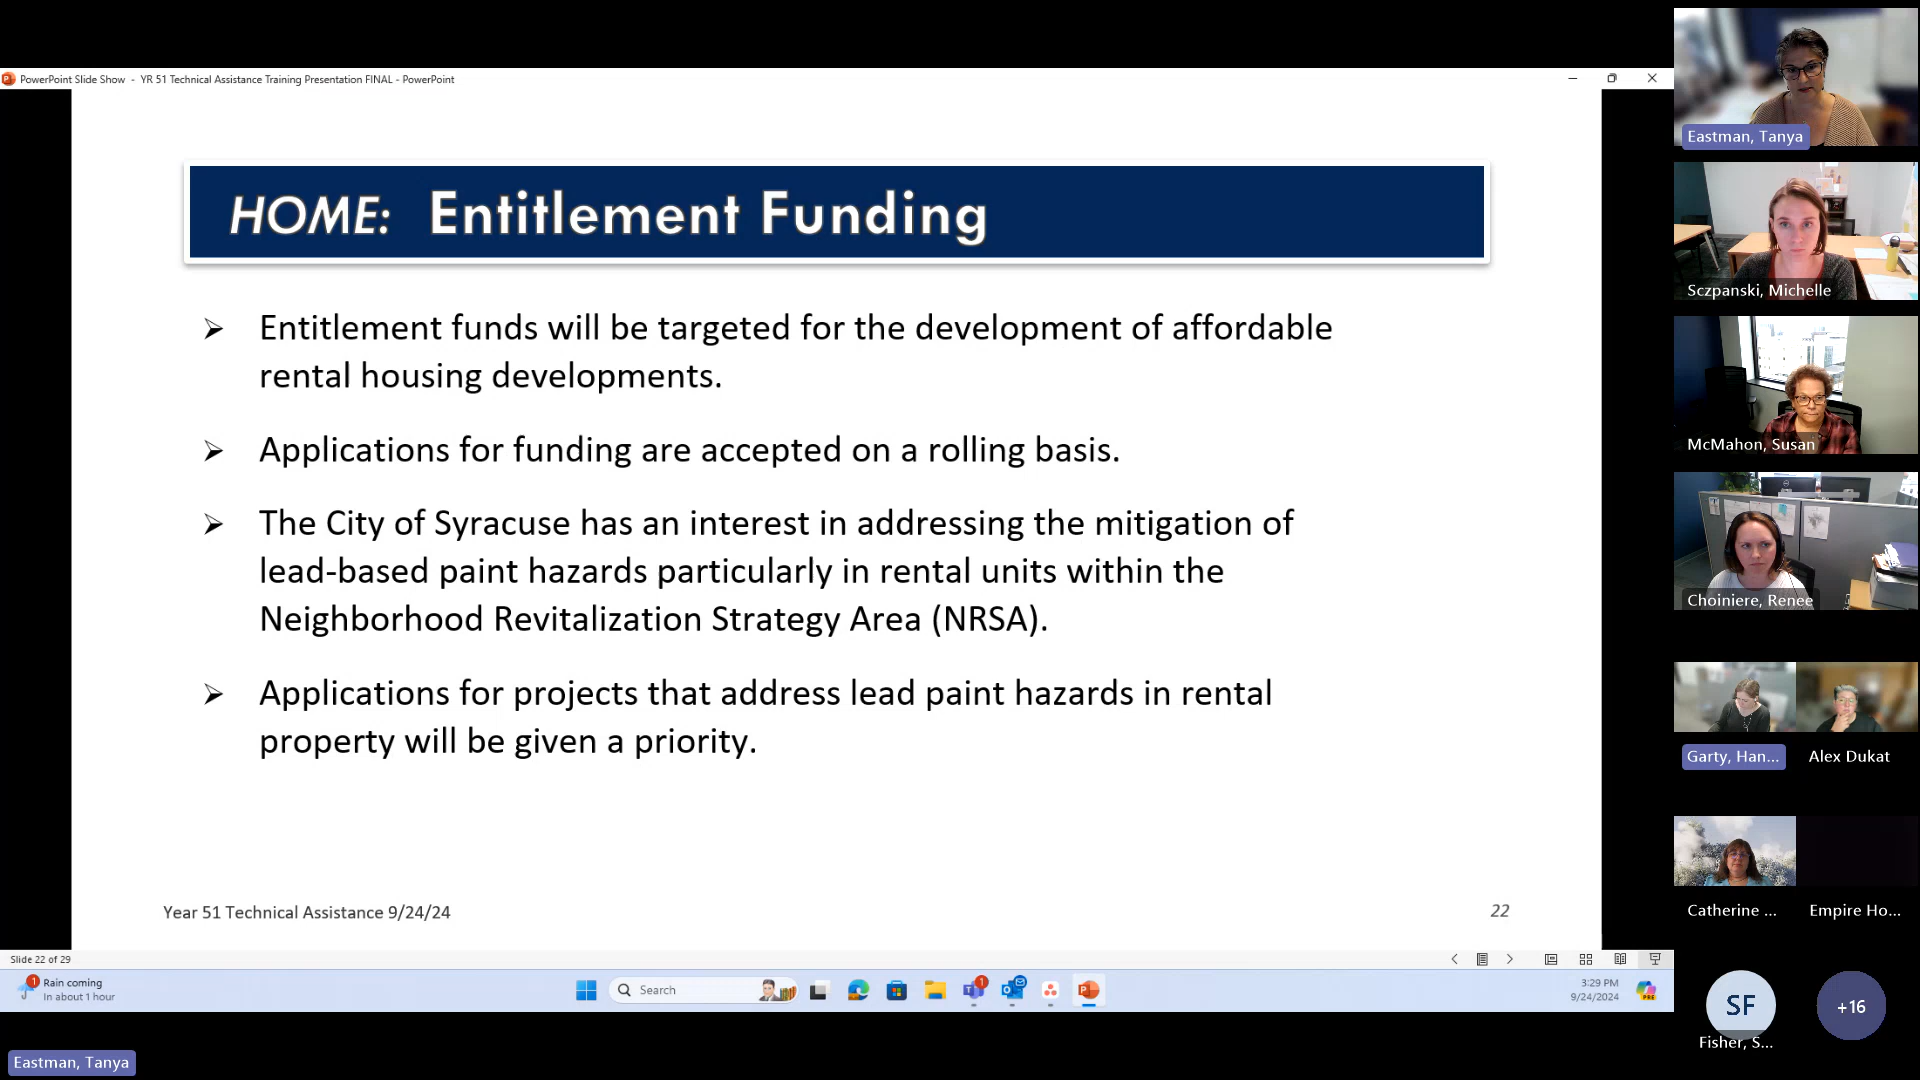 PowerPoint Slide Show - YR 51 Technical Assistance Training Presentation FINAL - PowerPoint
HOME: Entitlement Funding
➢ Entitlement funds will be targeted for the development of affordable
rental housing developments.
➢ Applications for funding are accepted on a rolling basis.
➢ The City of Syracuse has an interest in addressing the mitigation of
lead-based paint hazards particularly in rental units within the
Neighborhood Revitalization Strategy Area (NRSA).
➢ Applications for projects that address lead paint hazards in rental
property will be given a priority.
Year 51 Technical Assistance 9/24/24
22
Slide 22 of 29
1
Rain coming
In about 1 hour
Search
1
3:29 PM
9/24/2024
PRE
Eastman, Tanya
Eastman, Tanya
Sczpanski, Michelle
McMahon, Susan
Choiniere, Renee
Garty, Han...
Alex Dukat
Catherine ...
Empire Ho...
SF
Fisher, S...
+16